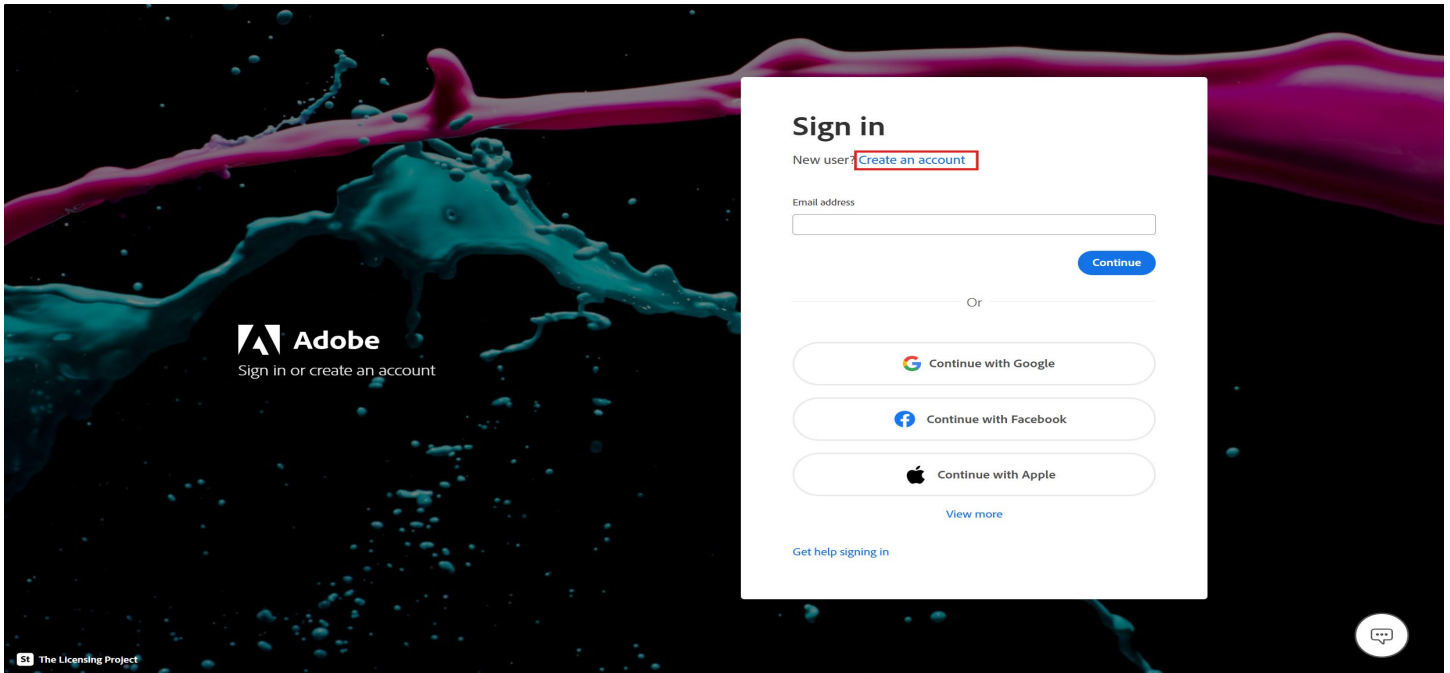 Adobe
Sign in or create an account
Sign in
New user? Create an account
Email address
Continue
Or
Continue with Google
Continue with Facebook
Continue with Apple
View more
Get help signing in
St The Licensing Project